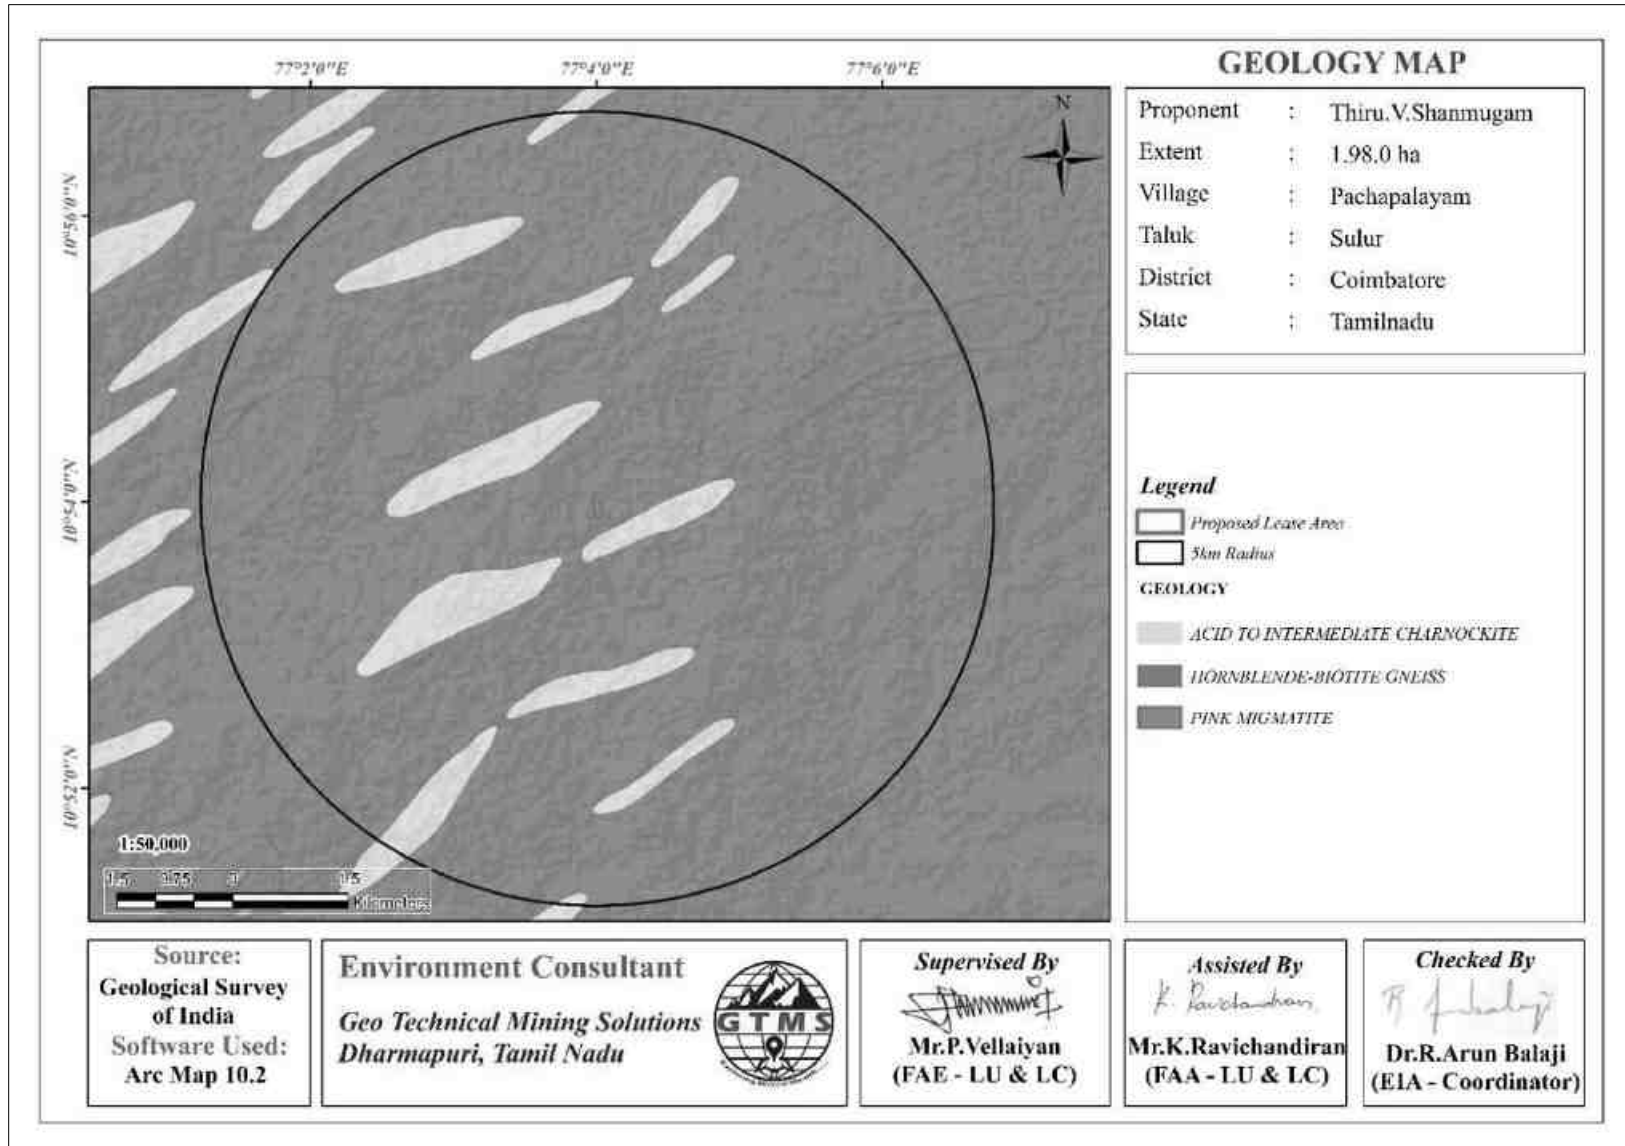 GEOLOGY MAP
77°2'0"E
77°4'0"E
77°6'0"E
10°56'0"N
10°54'0"N
10°52'0"N
N
Proponent : Thiru.V.Shanmugam
Extent : 1.98.0 ha
Village : Pachapalayam
Taluk : Sulur
District : Coimbatore
State : Tamilnadu
Legend
Proposed Lease Area
5km Radius
GEOLOGY
ACID TO INTERMEDIATE CHARNOCKITE
HORNBLENDE-BIOTITE GNEISS
PINK MIGMATITE
1:50,000
Kilometers
Source:
Geological Survey
of India
Software Used:
Arc Map 10.2
Environment Consultant
Geo Technical Mining Solutions
Dharmapuri, Tamil Nadu
GTMS
Supervised By
Mr.P.Vellaiyan
(FAE - LU & LC)
Assisted By
K. Ravichandiran
Mr.K.Ravichandiran
(FAA - LU & LC)
Checked By
Dr.R.Arun Balaji
(EIA - Coordinator)